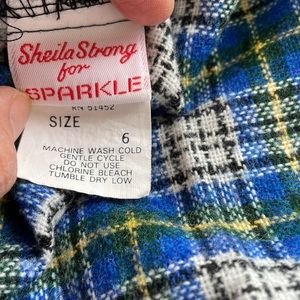 Sheila Strong
for
SPARKLE
RN 51452
SIZE
6
MACHINE WASH COLD
GENTLE CYCLE
DO NOT USE
CHLORINE BLEACH
TUMBLE DRY LOW